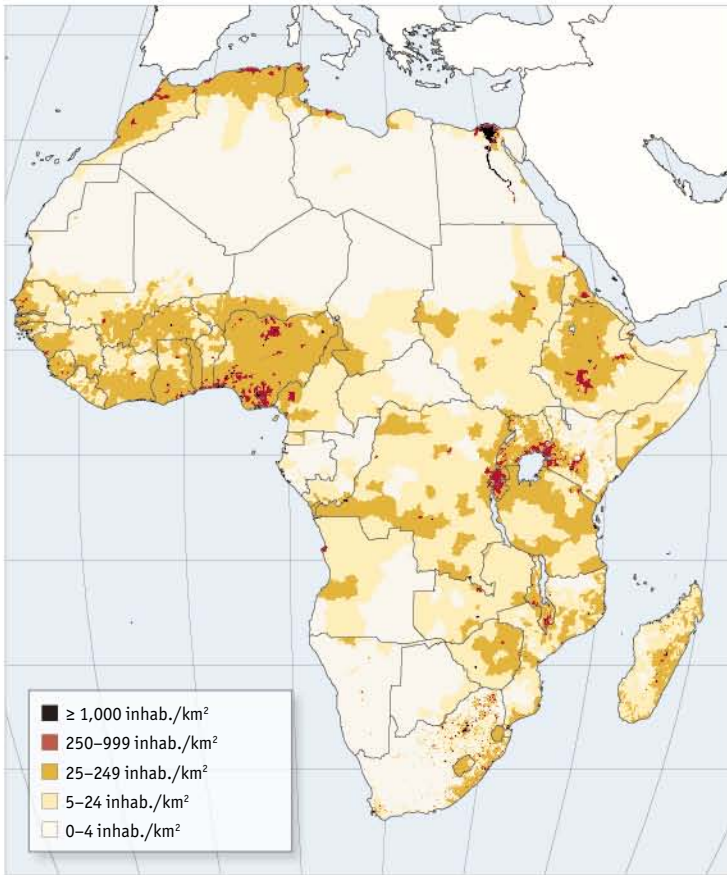 ≥ 1,000 inhab./km²
250–999 inhab./km²
25–249 inhab./km²
5–24 inhab./km²
0–4 inhab./km²